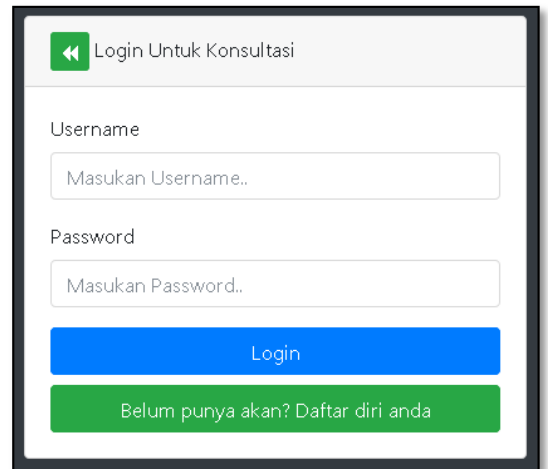 Login Untuk Konsultasi
Username
Masukan Username..
Password
Masukan Password..
Login
Belum punya akan? Daftar diri anda